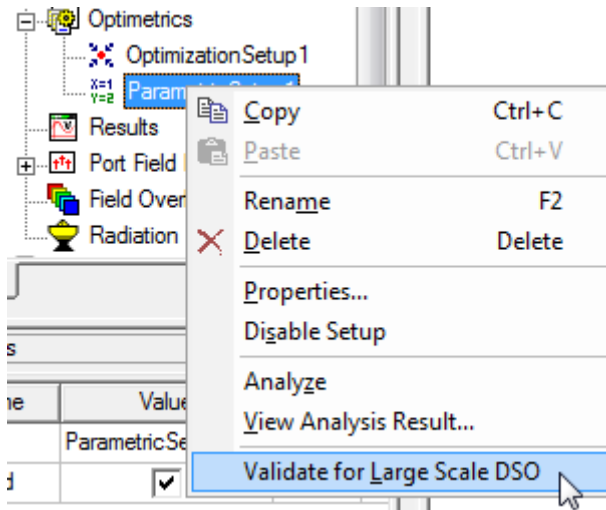 Optimetrics
OptimizationSetup1
X=1
Y=2
Results
Port Field
Field Over
Radiation
Copy Ctrl+C
Paste Ctrl+V
Rename F2
Delete Delete
Properties...
Disable Setup
Analyze
View Analysis Result...
Validate for Large Scale DSO
s
ne Value
ParametricSe
d